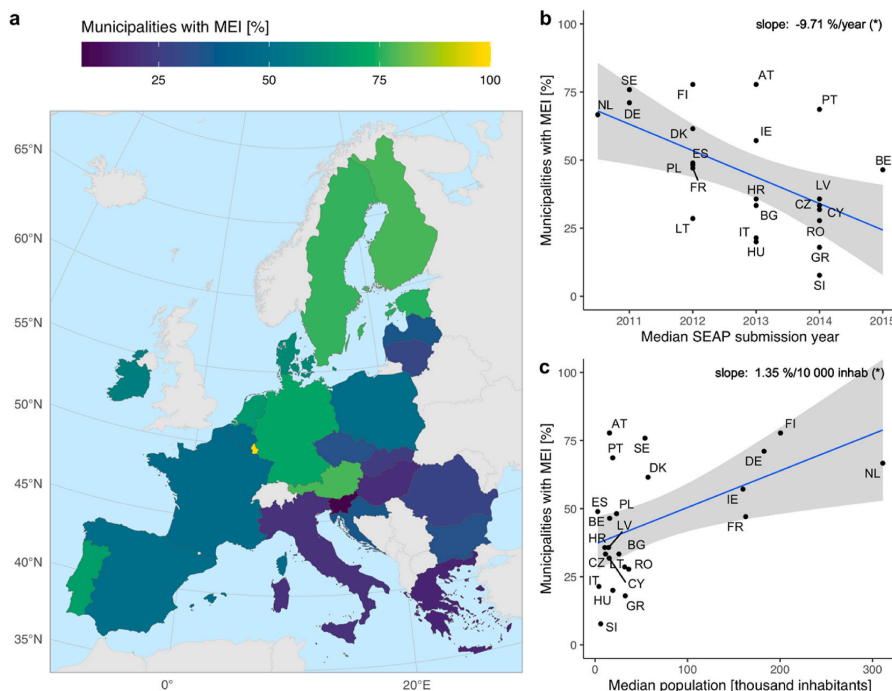 a
Municipalities with MEI [%]
25 50 75 100
65°N
60°N
55°N
50°N
45°N
40°N
35°N
0° 20°E
b
slope: -9.71 %/year (*)
Municipalities with MEI [%]
100
75
50
25
0
SE
AT
FI
NL
DE
PT
DK
IE
ES
BE
PL
FR
HR
LV
CZ
CY
BG
LT
IT
RO
HU
GR
SI
2011 2012 2013 2014 2015
Median SEAP submission year
c
slope: 1.35 %/10 000 inhab (*)
Municipalities with MEI [%]
100
75
50
25
0
AT
FI
SE
PT
DE
DK
NL
IE
ES
PL
BE
FR
LV
HR
BG
CZ
LT
RO
IT
CY
HU
GR
SI
0 100 200 300
Median population [thousand inhabitants]